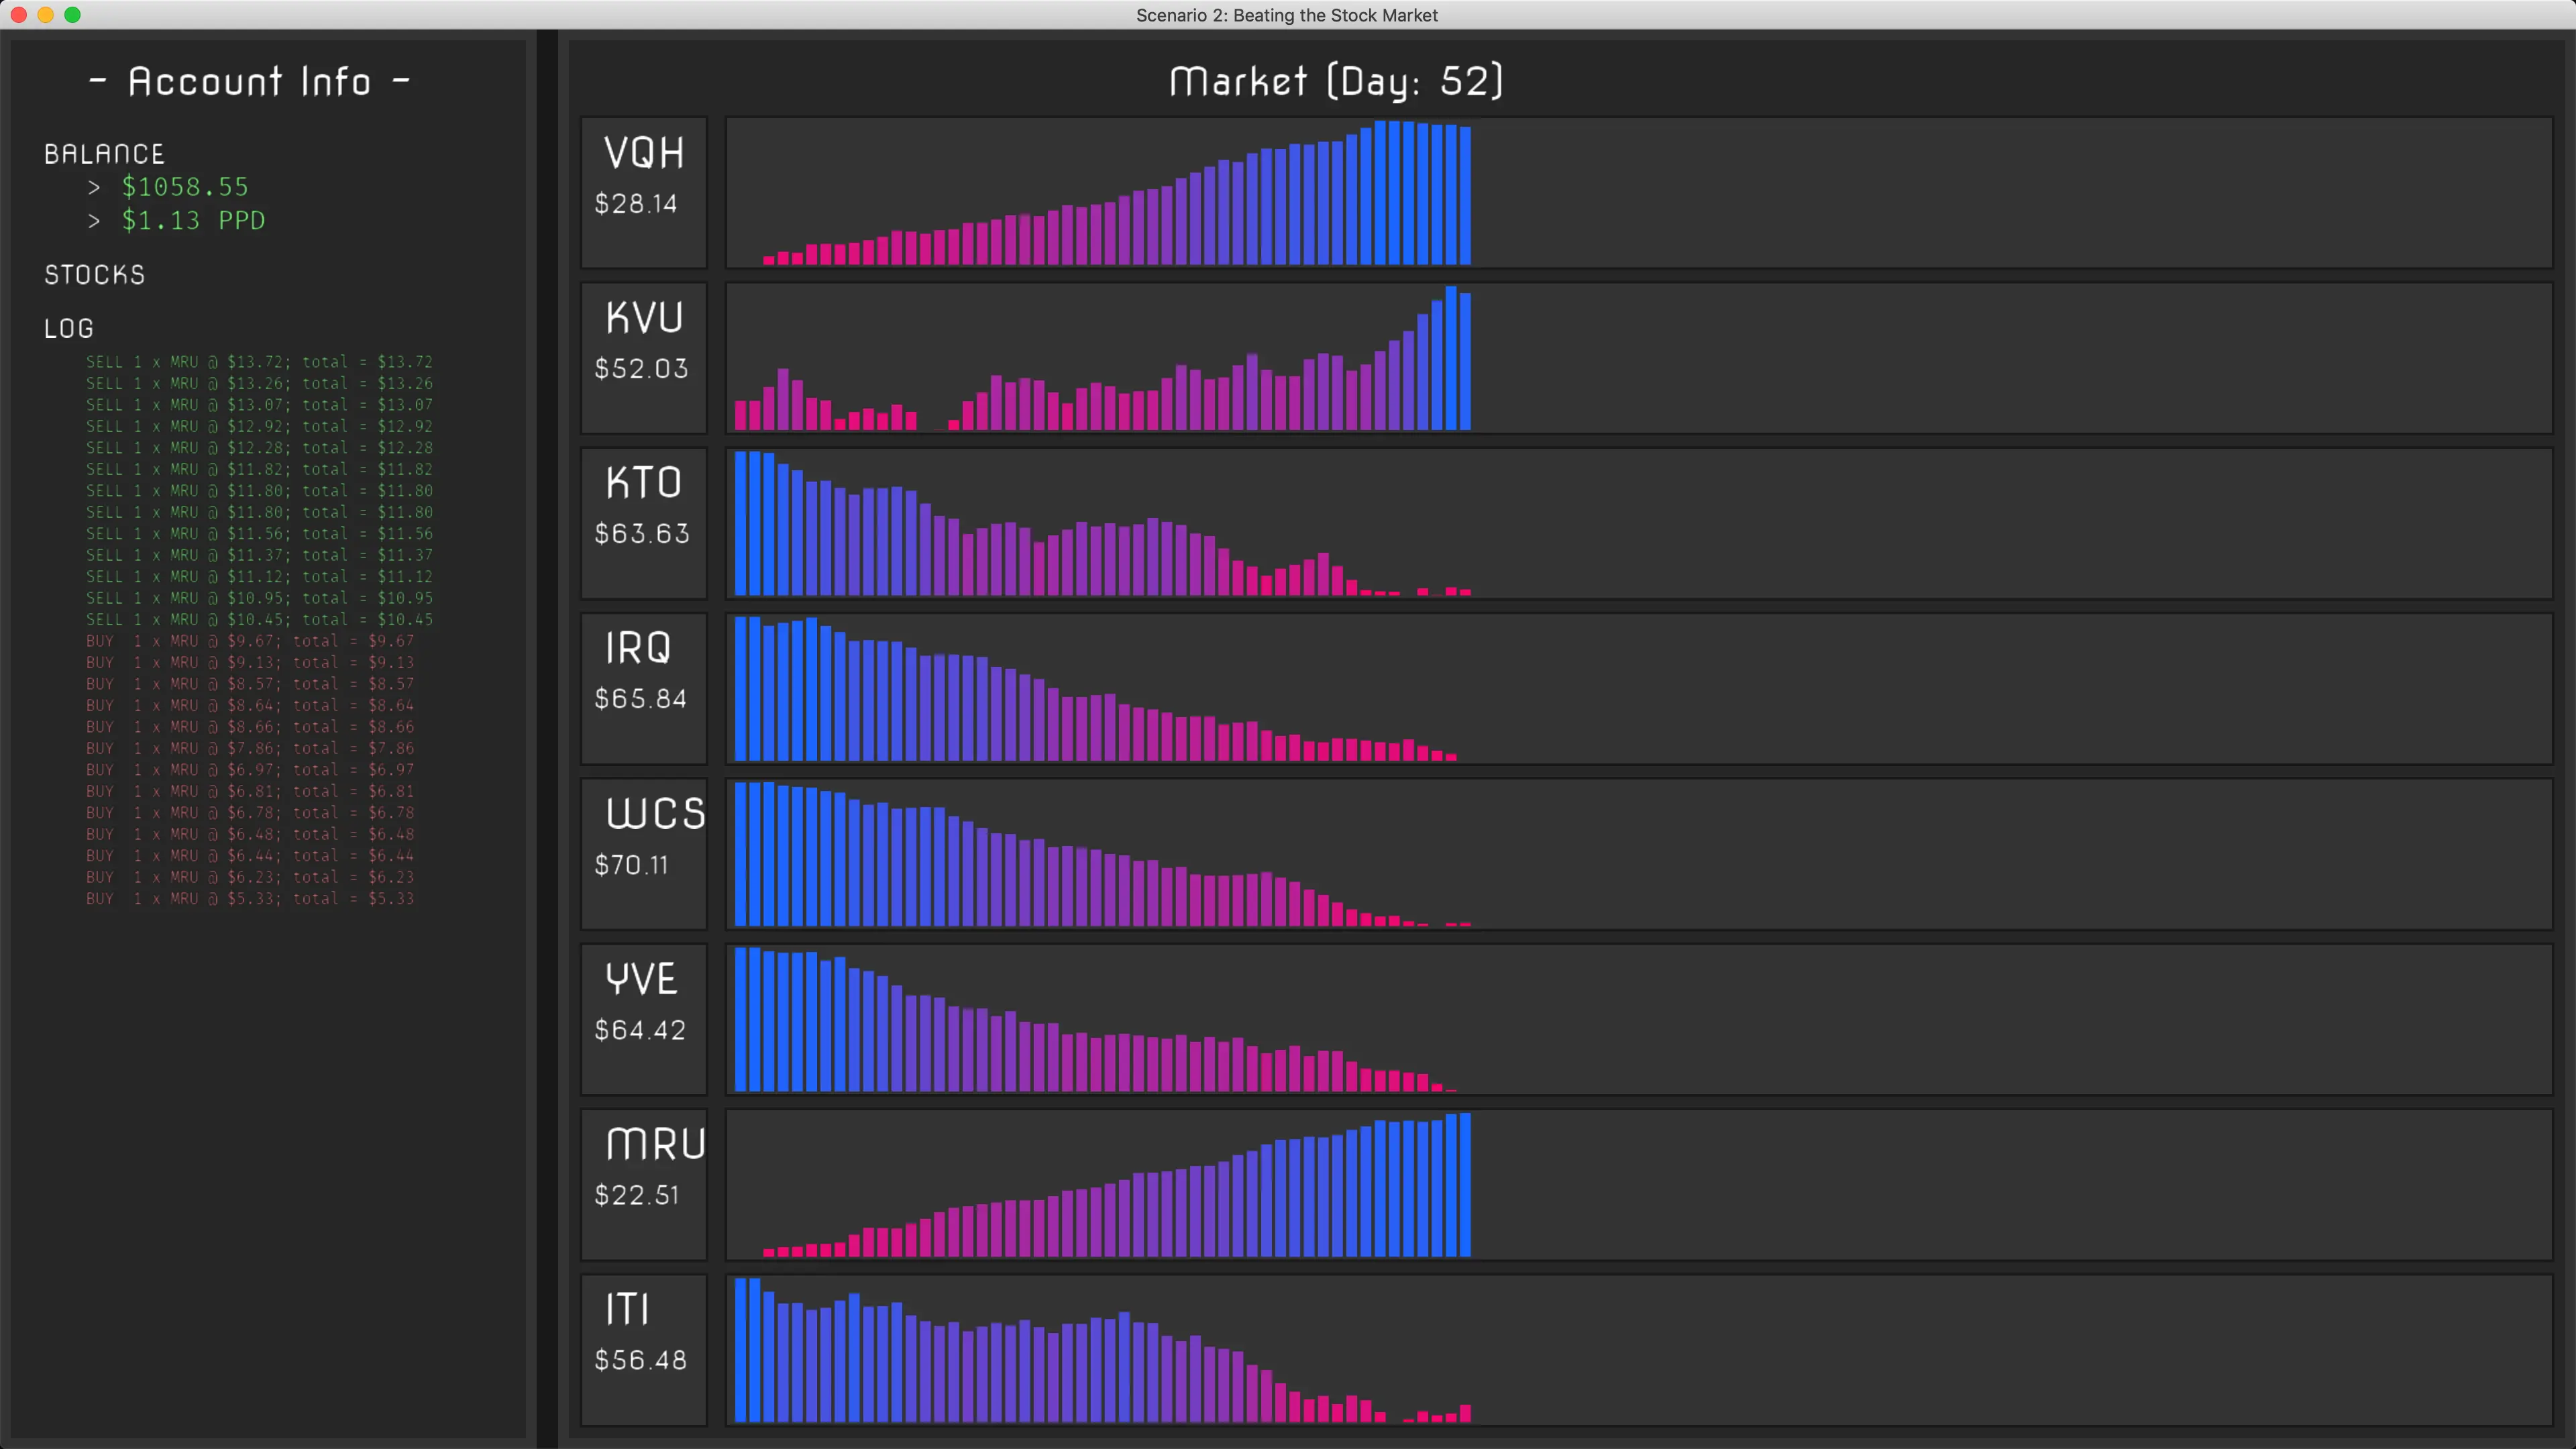 Scenario 2: Beating the Stock Market
- Account Info -
BALANCE
> $1058.55
> $1.13 PPD
STOCKS
LOG
SELL 1 x MRU @ $13.72; total = $13.72
SELL 1 x MRU @ $13.26; total = $13.26
SELL 1 x MRU @ $13.07; total = $13.07
SELL 1 x MRU @ $12.92; total = $12.92
SELL 1 x MRU @ $12.28; total = $12.28
SELL 1 x MRU @ $11.82; total = $11.82
SELL 1 x MRU @ $11.80; total = $11.80
SELL 1 x MRU @ $11.80; total = $11.80
SELL 1 x MRU @ $11.56; total = $11.56
SELL 1 x MRU @ $11.37; total = $11.37
SELL 1 x MRU @ $11.12; total = $11.12
SELL 1 x MRU @ $10.95; total = $10.95
SELL 1 x MRU @ $10.45; total = $10.45
BUY 1 x MRU @ $9.67; total = $9.67
BUY 1 x MRU @ $9.13; total = $9.13
BUY 1 x MRU @ $8.57; total = $8.57
BUY 1 x MRU @ $8.64; total = $8.64
BUY 1 x MRU @ $8.66; total = $8.66
BUY 1 x MRU @ $7.86; total = $7.86
BUY 1 x MRU @ $6.97; total = $6.97
BUY 1 x MRU @ $6.81; total = $6.81
BUY 1 x MRU @ $6.78; total = $6.78
BUY 1 x MRU @ $6.48; total = $6.48
BUY 1 x MRU @ $6.44; total = $6.44
BUY 1 x MRU @ $6.23; total = $6.23
BUY 1 x MRU @ $5.33; total = $5.33
Market (Day: 52)
VQH
$28.14
KVU
$52.03
KTO
$63.63
IRQ
$65.84
WCS
$70.11
YVE
$64.42
MRU
$22.51
ITI
$56.48